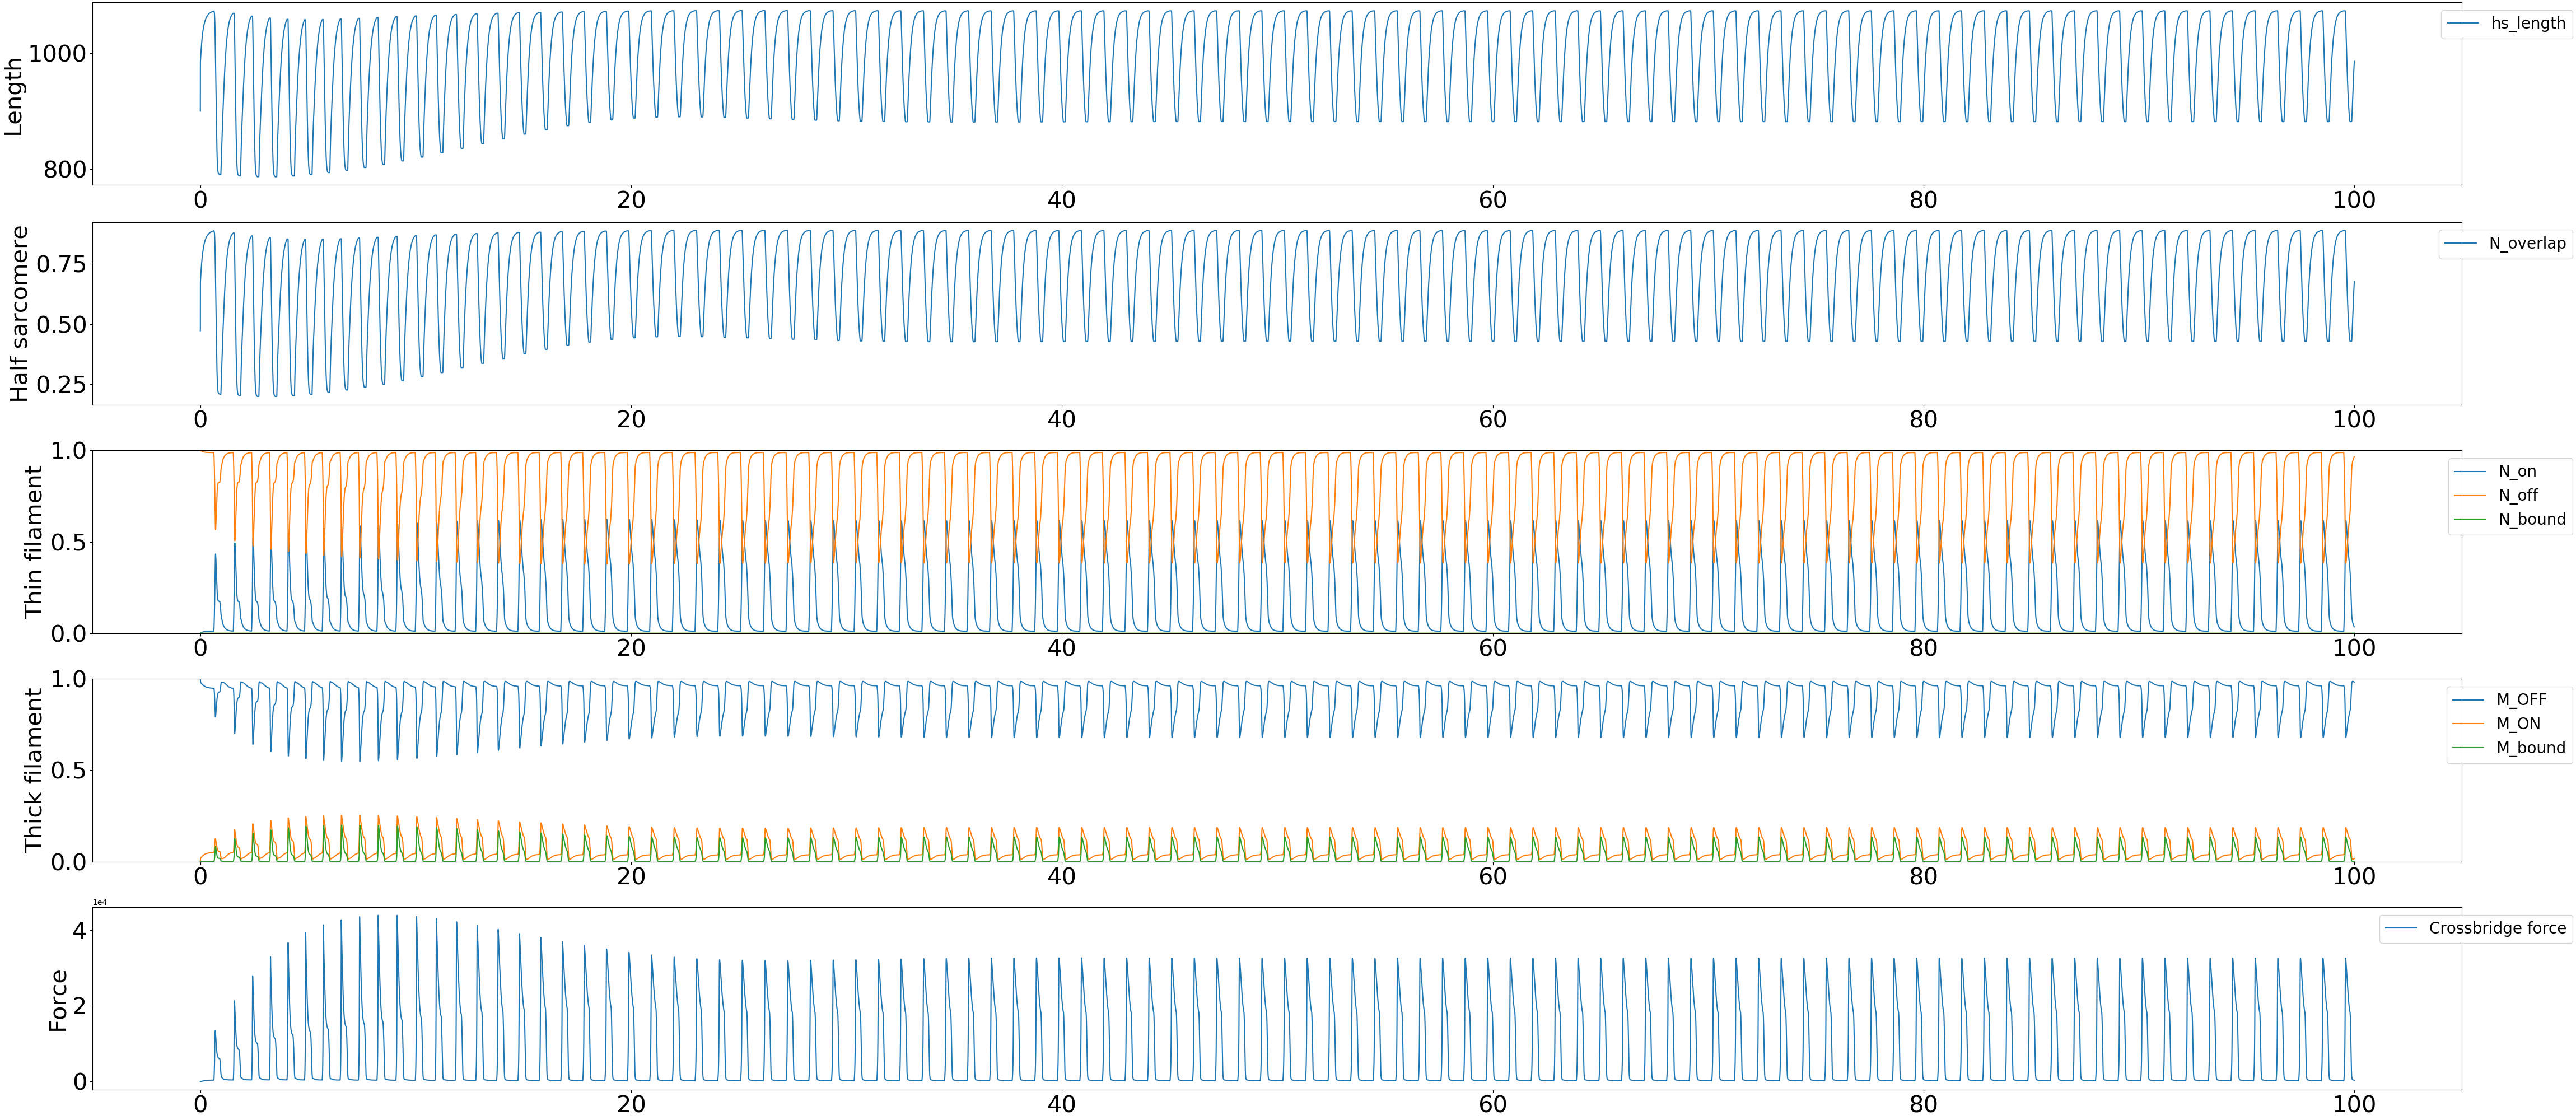 Length
1000
800
0 20 40 60 80 100
hs_length
Half sarcomere
0.75
0.50
0.25
0 20 40 60 80 100
N_overlap
Thin filament
1.0
0.5
0.0
0 20 40 60 80 100
N_on
N_off
N_bound
Thick filament
1.0
0.5
0.0
0 20 40 60 80 100
M_OFF
M_ON
M_bound
1e4
Force
4
2
0
0 20 40 60 80 100
Crossbridge force